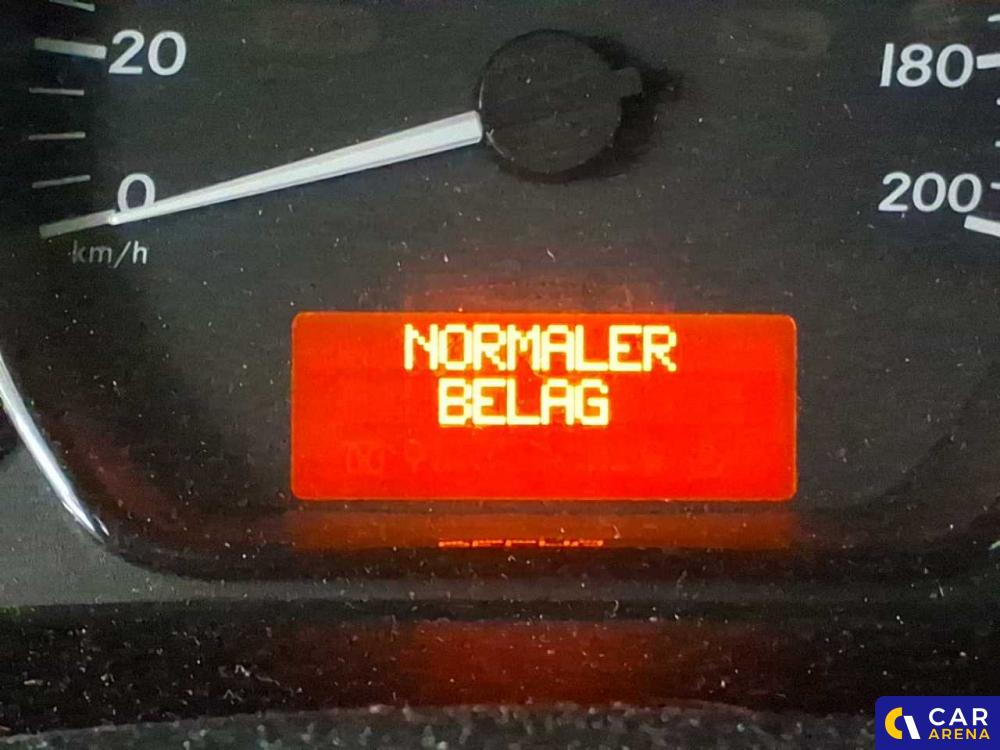 20
180
0
200
km/h
NORMALER
BELAG
CAR
ARENA